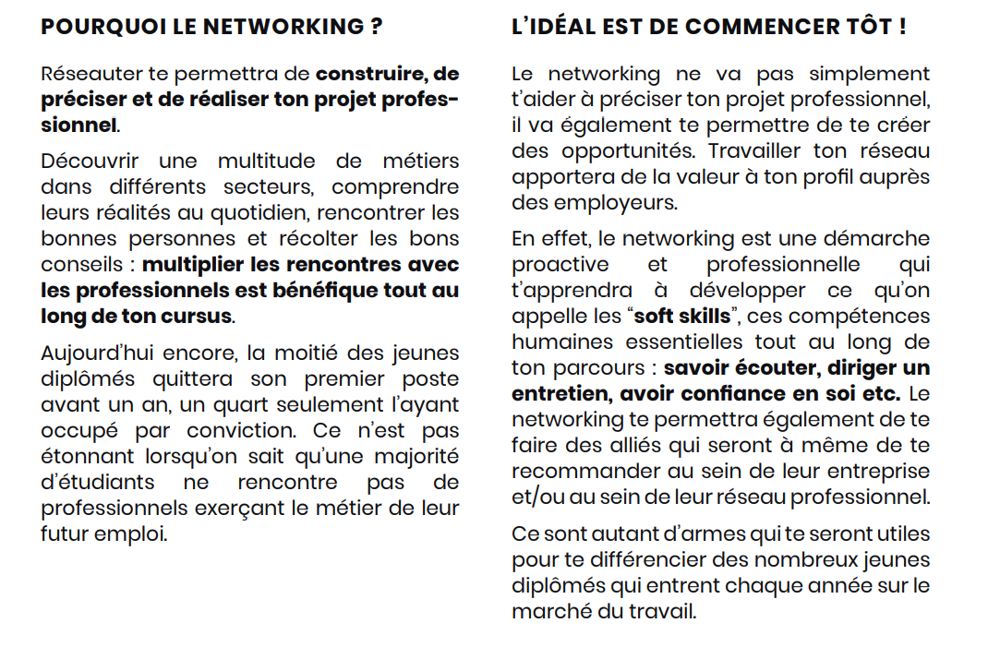 POURQUOI LE NETWORKING ?
Réseauter te permettra de construire, de
préciser et de réaliser ton projet profes-
sionnel.
Découvrir une multitude de métiers
dans différents secteurs, comprendre
leurs réalités au quotidien, rencontrer les
bonnes personnes et récolter les bons
conseils : multiplier les rencontres avec
les professionnels est bénéfique tout au
long de ton cursus.
Aujourd’hui encore, la moitié des jeunes
diplômés quittera son premier poste
avant un an, un quart seulement l’ayant
occupé par conviction. Ce n’est pas
étonnant lorsqu’on sait qu’une majorité
d’étudiants ne rencontre pas de
professionnels exerçant le métier de leur
futur emploi.
L’IDÉAL EST DE COMMENCER TÔT !
Le networking ne va pas simplement
t’aider à préciser ton projet professionnel,
il va également te permettre de te créer
des opportunités. Travailler ton réseau
apportera de la valeur à ton profil auprès
des employeurs.
En effet, le networking est une démarche
proactive et professionnelle qui
t’apprendra à développer ce qu’on
appelle les “soft skills”, ces compétences
humaines essentielles tout au long de
ton parcours : savoir écouter, diriger un
entretien, avoir confiance en soi etc. Le
networking te permettra également de te
faire des alliés qui seront à même de te
recommander au sein de leur entreprise
et/ou au sein de leur réseau professionnel.
Ce sont autant d’armes qui te seront utiles
pour te différencier des nombreux jeunes
diplômés qui entrent chaque année sur le
marché du travail.